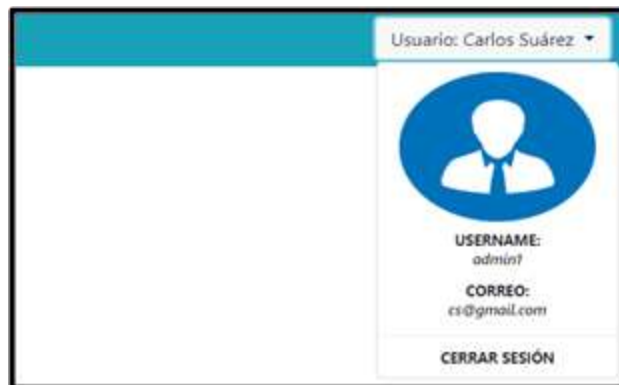 Usuario: Carlos Suárez
USERNAME:
admin1
CORREO:
cs@gmail.com
CERRAR SESIÓN